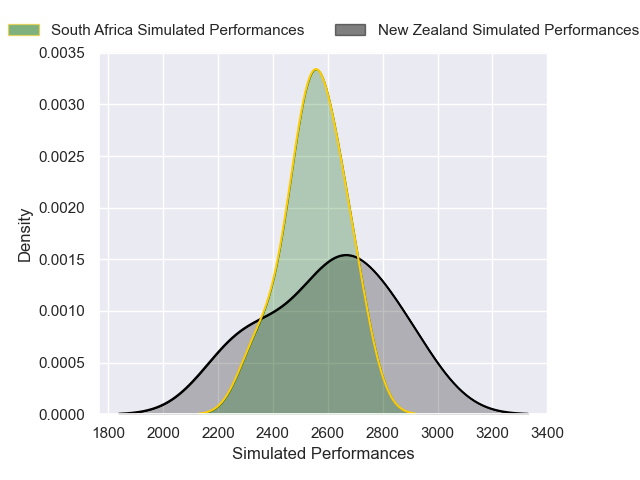 South Africa Simulated Performances
New Zealand Simulated Performances
0.0035
0.0030
0.0025
0.0020
0.0015
0.0010
0.0005
0.0000
Density
1800 2000 2200 2400 2600 2800 3000 3200 3400
Simulated Performances